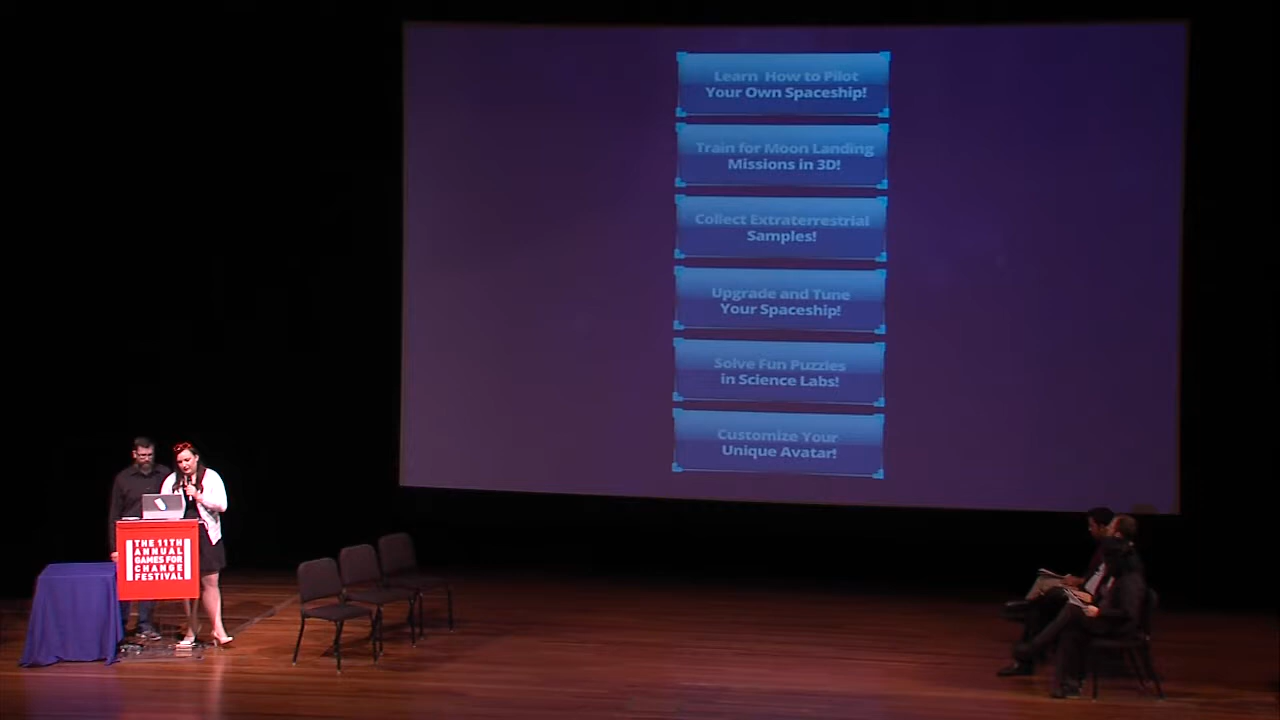 Learn How to Pilot
Your Own Spaceship!
Train for Moon Landing
Missions in 3D!
Collect Extraterrestrial
Samples!
Upgrade and Tune
Your Spaceship!
Solve Fun Puzzles
in Science Labs!
Customize Your
Unique Avatar!
THE 11TH
ANNUAL
GAMES FOR
CHANGE
FESTIVAL